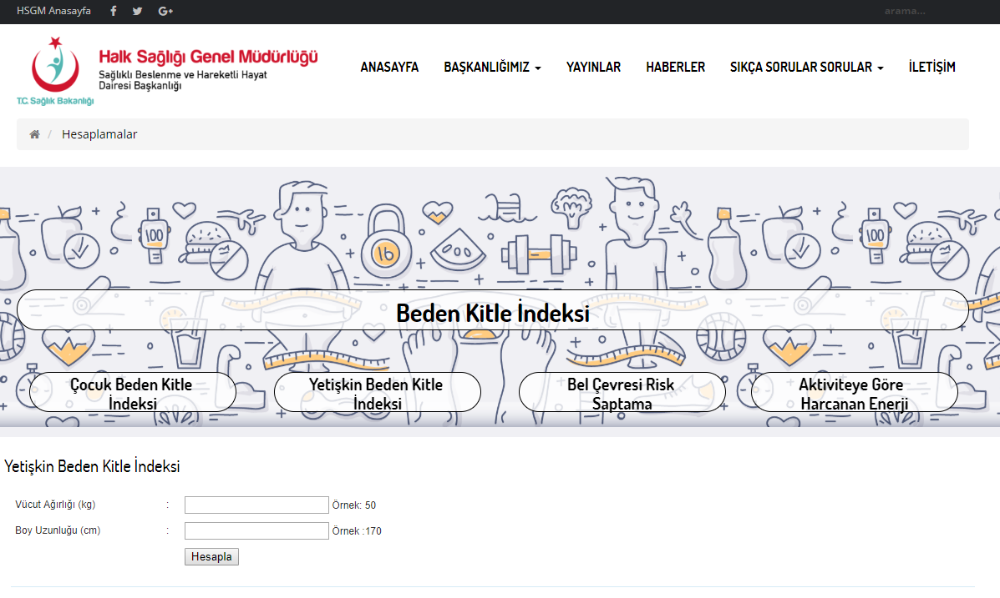 HSGM Anasayfa
arama...
Halk Sağlığı Genel Müdürlüğü
Sağlıklı Beslenme ve Hareketli Hayat
Dairesi Başkanlığı
T.C. Sağlık Bakanlığı
ANASAYFA BAŞKANLIĞIMIZ YAYINLAR HABERLER SIKÇA SORULAR SORULAR İLETİŞİM
/ Hesaplamalar
100
lb
100
Beden Kitle İndeksi
Çocuk Beden Kitle
İndeksi
Yetişkin Beden Kitle
İndeksi
Bel Çevresi Risk
Saptama
Aktiviteye Göre
Harcanan Enerji
Yetişkin Beden Kitle İndeksi
Vücut Ağırlığı (kg) : Örnek: 50
Boy Uzunluğu (cm) : Örnek :170
Hesapla